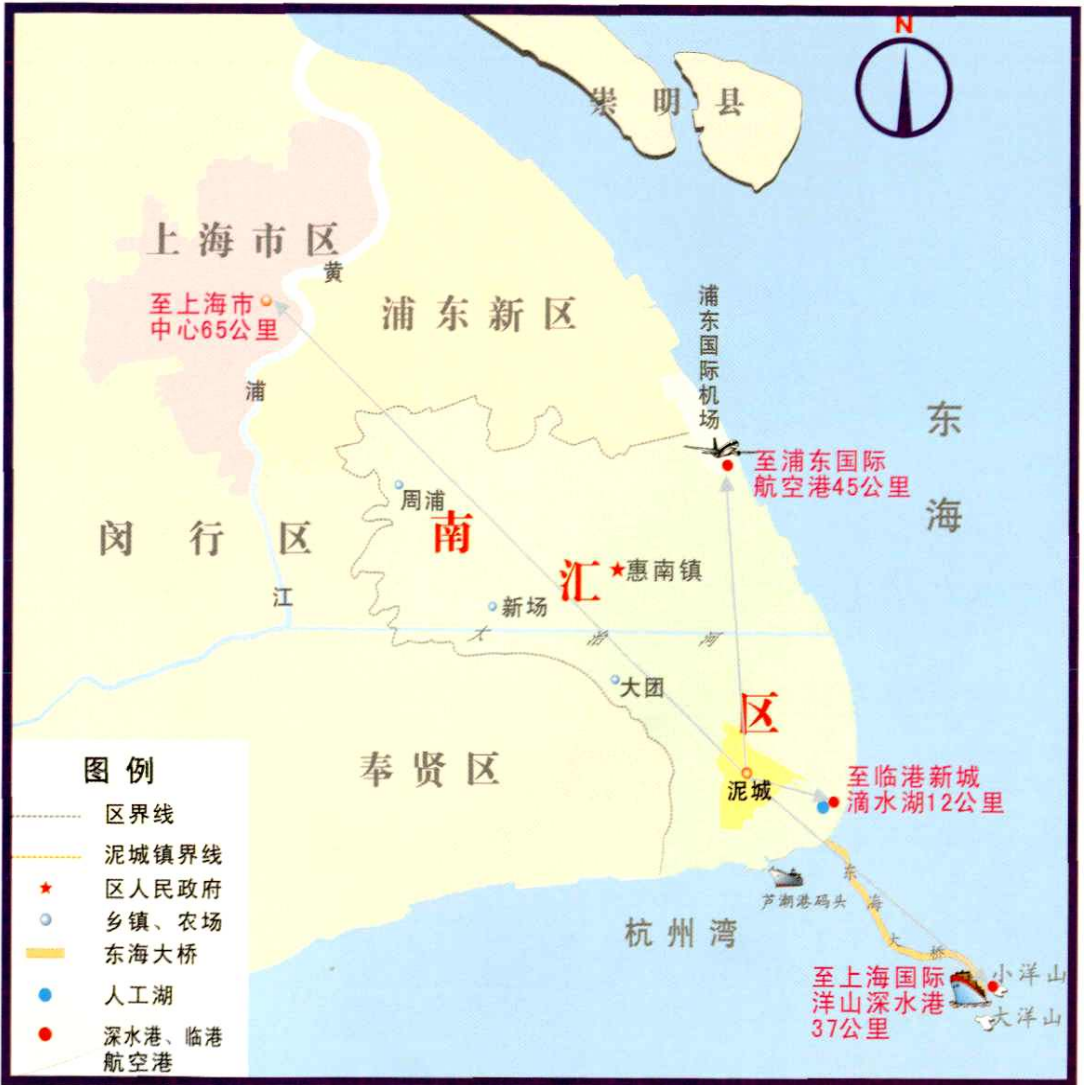 N
崇明县
上海市区
黄
至上海市
中心65公里
浦东新区
浦东国际机场
浦
东海
至浦东国际
航空港45公里
周浦
南
闵行区
汇
惠南镇
江
新场
大治河
大团
区
奉贤区
泥城
至临港新城
滴水湖12公里
芦潮港码头
东海大桥
杭州湾
至上海国际
洋山深水港
37公里
小洋山
大洋山
图例
区界线
泥城镇界线
区人民政府
乡镇、农场
东海大桥
人工湖
深水港、临港
航空港